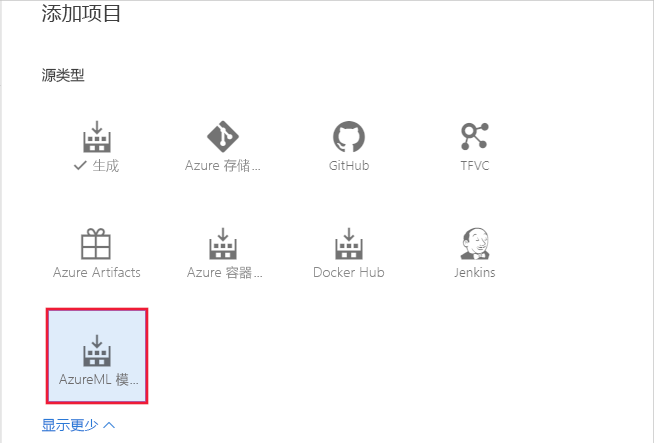 添加项目
源类型
生成
Azure 存储...
GitHub
TFVC
Azure Artifacts
Azure 容器...
Docker Hub
Jenkins
AzureML 模...
显示更少